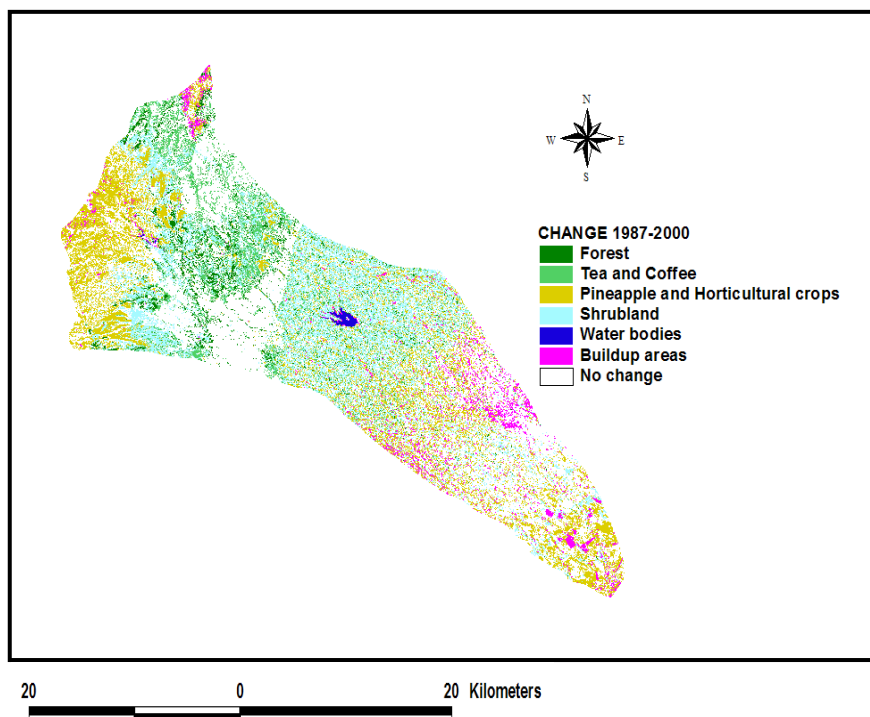 N
W E
S
CHANGE 1987-2000
Forest
Tea and Coffee
Pineapple and Horticultural crops
Shrubland
Water bodies
Buildup areas
No change
20 0 20 Kilometers